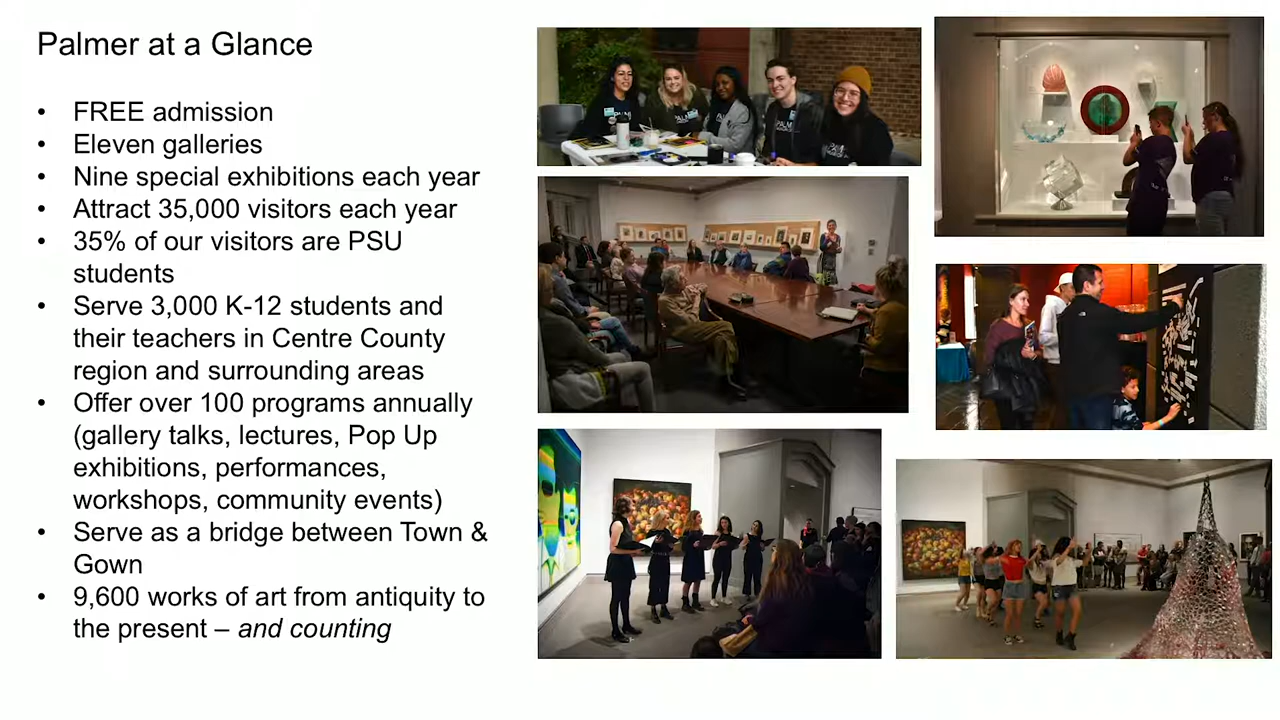 Palmer at a Glance
• FREE admission
• Eleven galleries
• Nine special exhibitions each year
• Attract 35,000 visitors each year
• 35% of our visitors are PSU
students
• Serve 3,000 K-12 students and
their teachers in Centre County
region and surrounding areas
• Offer over 100 programs annually
(gallery talks, lectures, Pop Up
exhibitions, performances,
workshops, community events)
• Serve as a bridge between Town &
Gown
• 9,600 works of art from antiquity to
the present – and counting